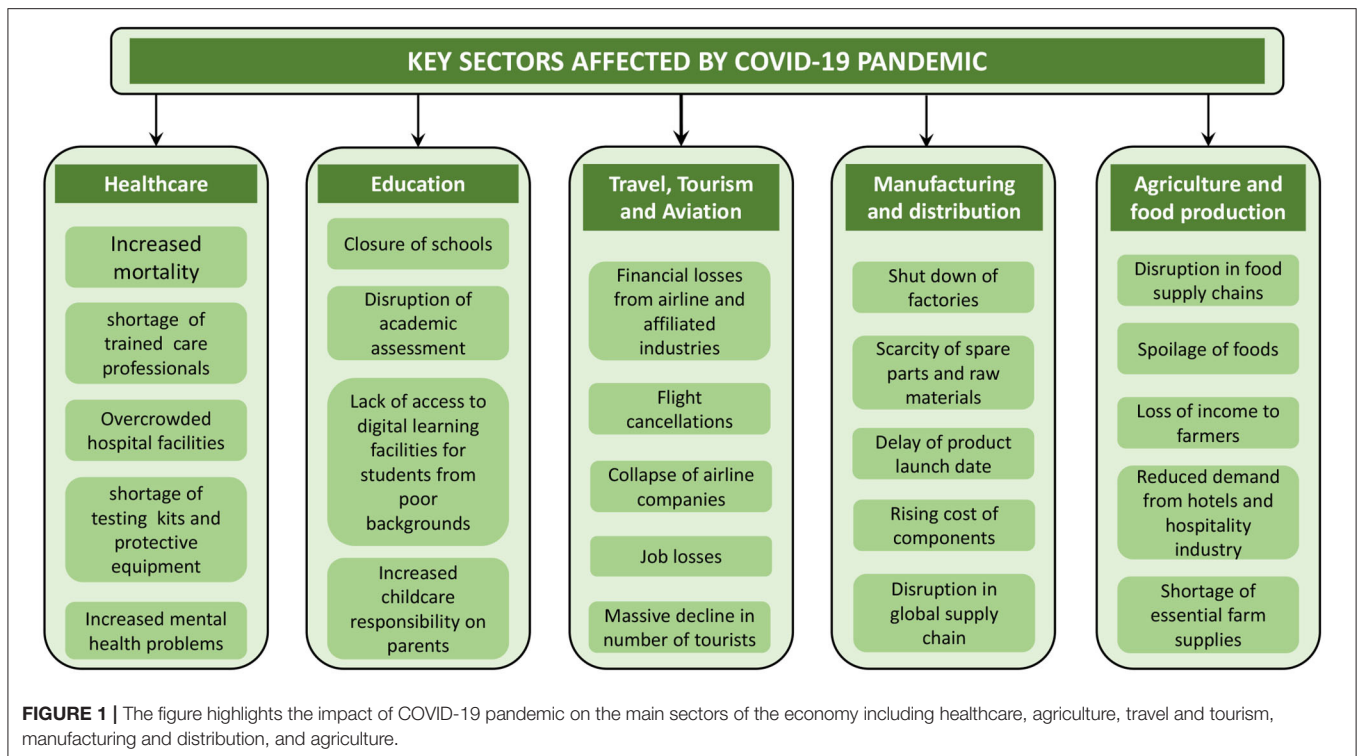 KEY SECTORS AFFECTED BY COVID-19 PANDEMIC
Healthcare
Increased
mortality
shortage of
trained care
professionals
Overcrowded
hospital facilities
shortage of
testing kits and
protective
equipment
Increased mental
health problems
Education
Closure of schools
Disruption of
academic
assessment
Lack of access to
digital learning
facilities for
students from
poor
backgrounds
Increased
childcare
responsibility on
parents
Travel, Tourism
and Aviation
Financial losses
from airline and
affiliated
industries
Flight
cancellations
Collapse of airline
companies
Job losses
Massive decline in
number of tourists
Manufacturing
and distribution
Shut down of
factories
Scarcity of spare
parts and raw
materials
Delay of product
launch date
Rising cost of
components
Disruption in
global supply
chain
Agriculture and
food production
Disruption in food
supply chains
Spoilage of foods
Loss of income to
farmers
Reduced demand
from hotels and
hospitality
industry
Shortage of
essential farm
supplies
FIGURE 1 | The figure highlights the impact of COVID-19 pandemic on the main sectors of the economy including healthcare, agriculture, travel and tourism,
manufacturing and distribution, and agriculture.